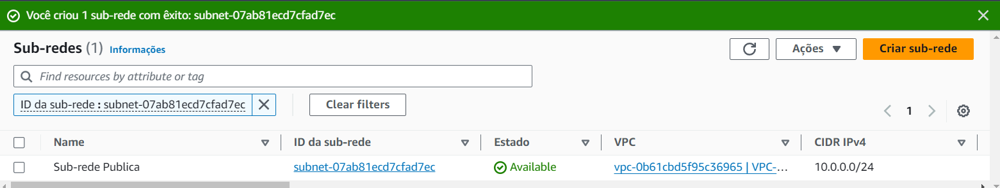 Você criou 1 sub-rede com êxito: subnet-07ab81ecd7cfad7ec
Sub-redes (1) Informações
Ações
Criar sub-rede
Find resources by attribute or tag
ID da sub-rede : subnet-07ab81ecd7cfad7ec
Clear filters
1
Name ID da sub-rede Estado VPC CIDR IPv4
Sub-rede Publica subnet-07ab81ecd7cfad7ec Available vpc-0b61cbd5f95c36965 | VPC-... 10.0.0.0/24